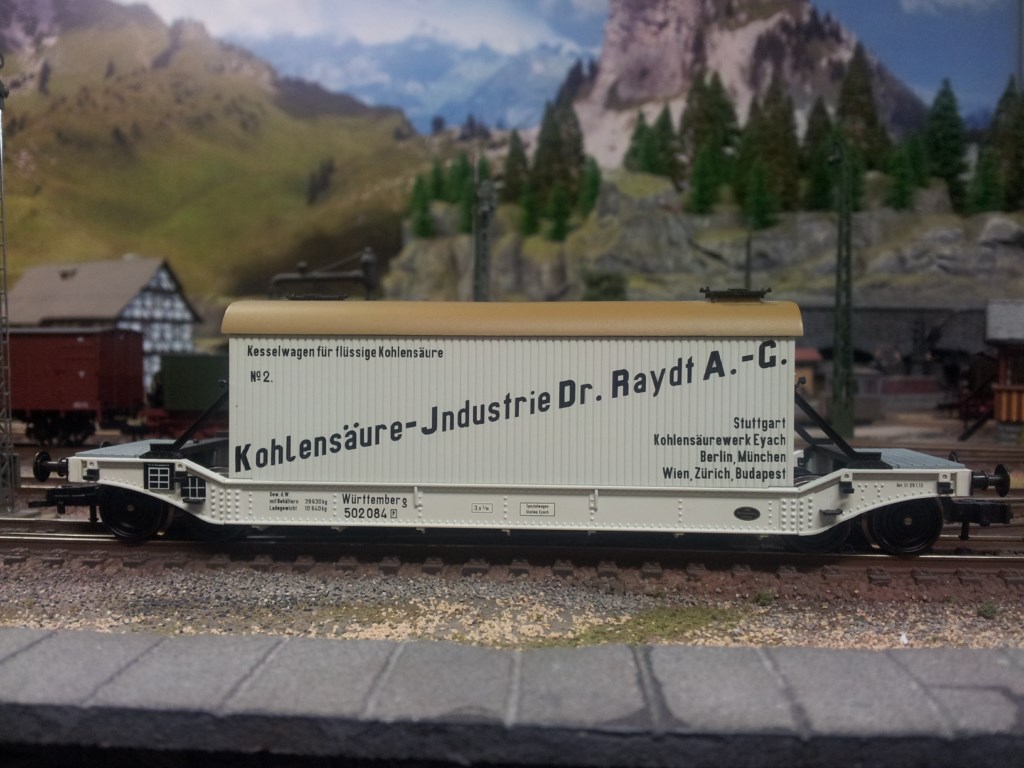 Kesselwagen für flüssige Kohlensäure
№ 2.
Kohlensäure-Jndustrie Dr. Raydt A.-G.
Stuttgart
Kohlensäurewerk Eyach
Berlin, München
Wien, Zürich, Budapest
Württemberg
502084 P